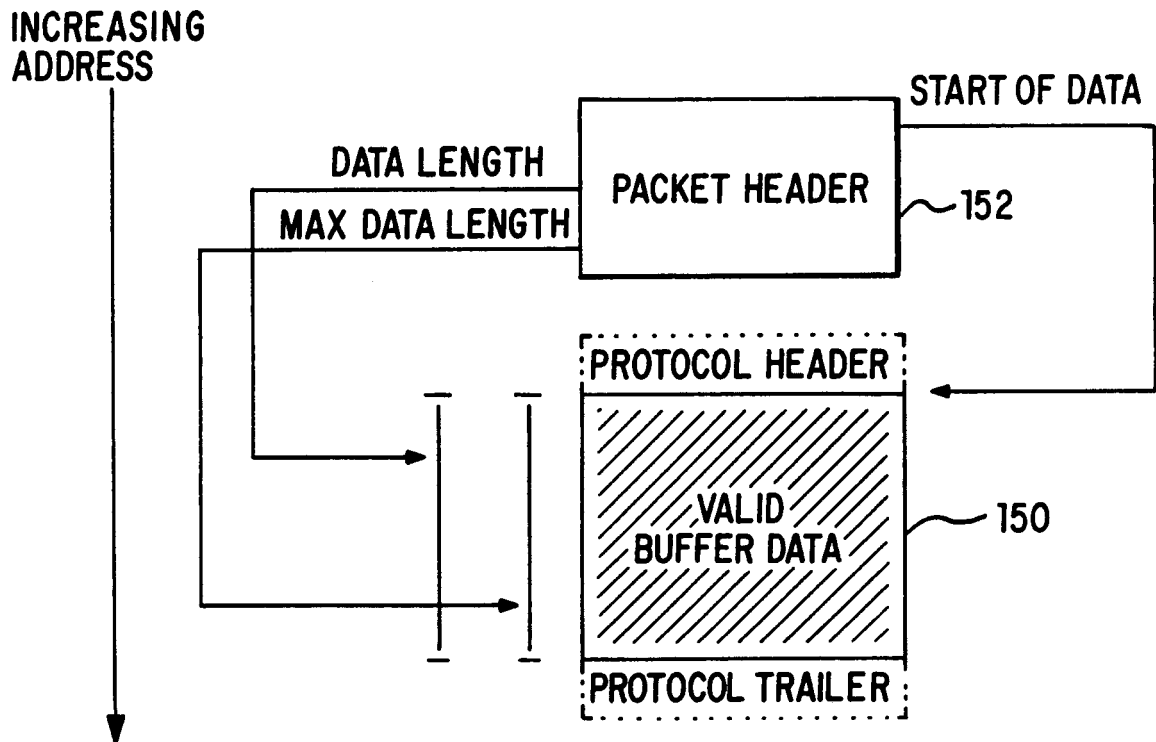 INCREASING
ADDRESS
START OF DATA
DATA LENGTH
PACKET HEADER
152
MAX DATA LENGTH
PROTOCOL HEADER
VALID
BUFFER DATA
150
PROTOCOL TRAILER